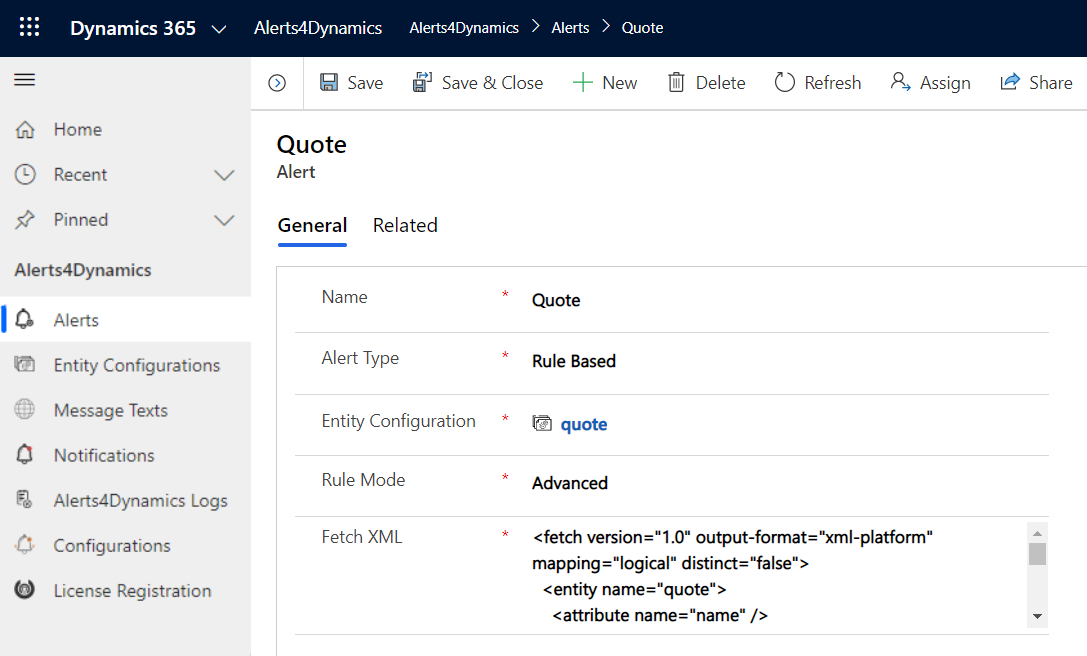 Dynamics 365 Alerts4Dynamics Alerts4Dynamics > Alerts > Quote
Save Save & Close New Delete Refresh Assign Share
Home
Recent
Pinned
Alerts4Dynamics
Alerts
Entity Configurations
Message Texts
Notifications
Alerts4Dynamics Logs
Configurations
License Registration
Quote
Alert
General Related
Name * Quote
Alert Type * Rule Based
Entity Configuration * quote
Rule Mode * Advanced
Fetch XML * <fetch version="1.0" output-format="xml-platform"
mapping="logical" distinct="false">
<entity name="quote">
<attribute name="name" />